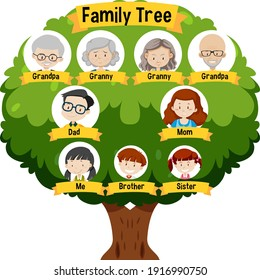 Family Tree
Grandpa Granny Granny Grandpa
Dad Mom
Me Brother Sister
shutterstock.com · 1916990750